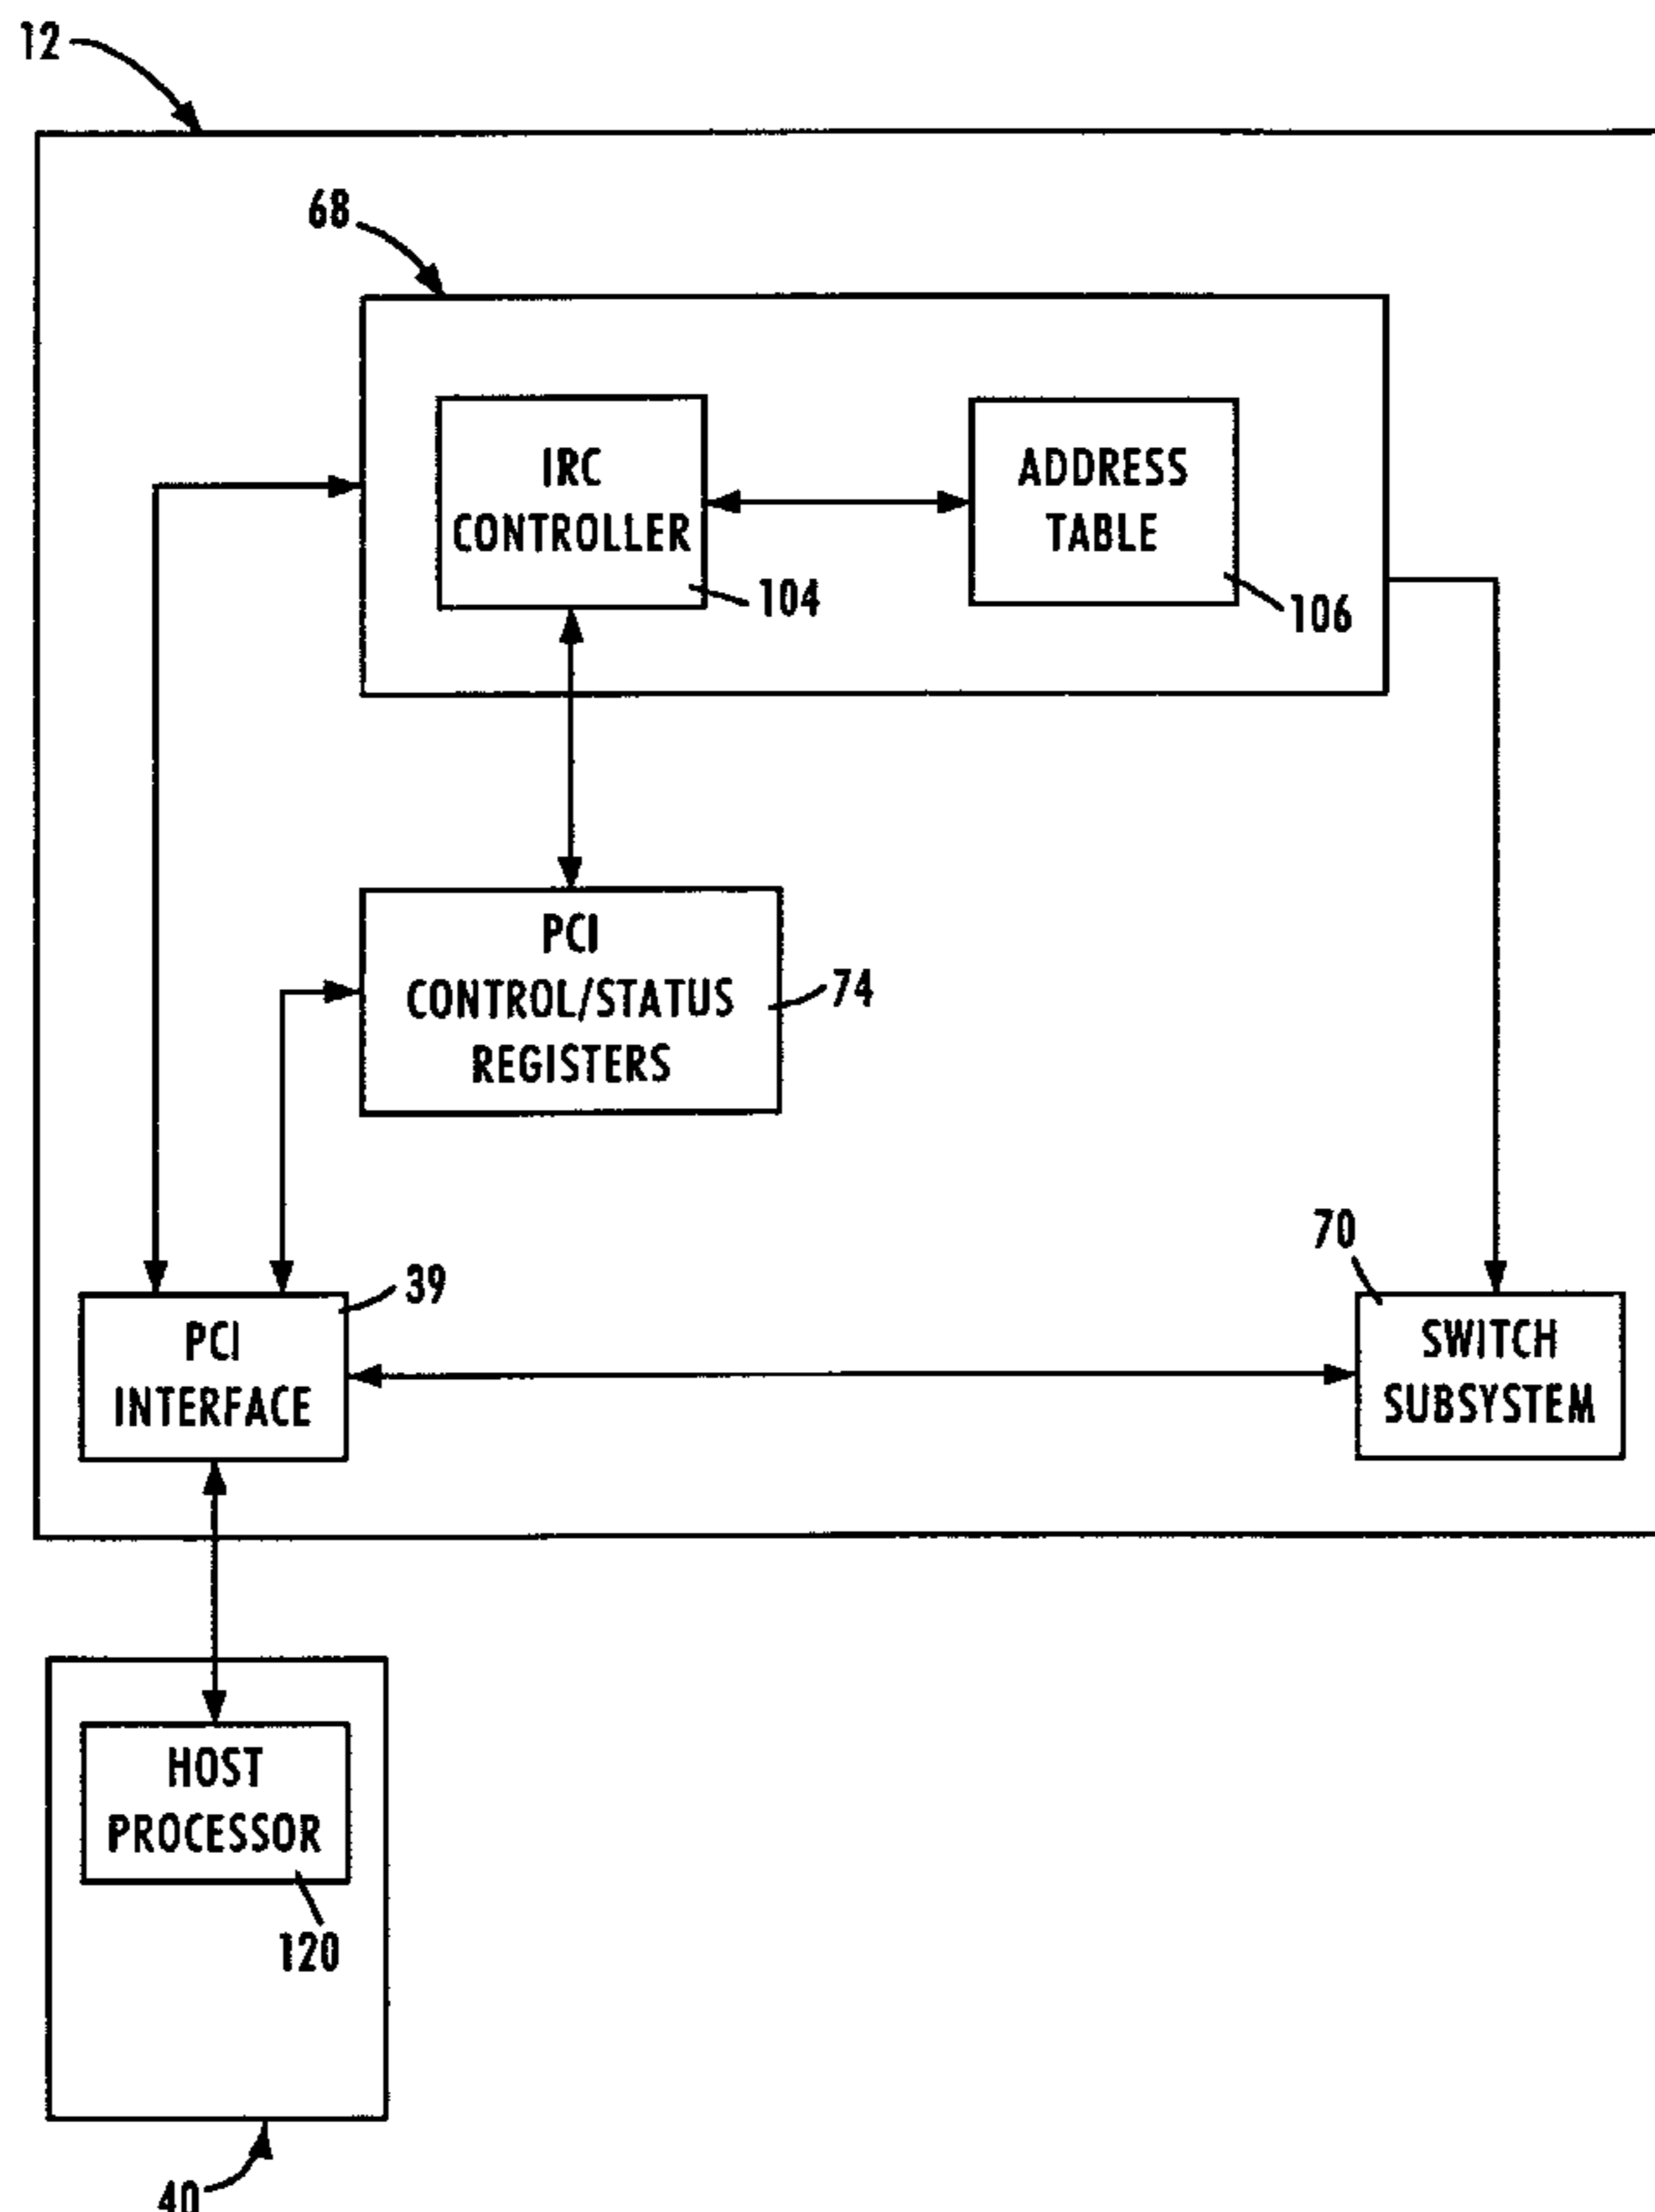 12
68
IRC
CONTROLLER
104
ADDRESS
TABLE
106
PCI
CONTROL/STATUS
REGISTERS
74
39
PCI
INTERFACE
70
SWITCH
SUBSYSTEM
HOST
PROCESSOR
120
40